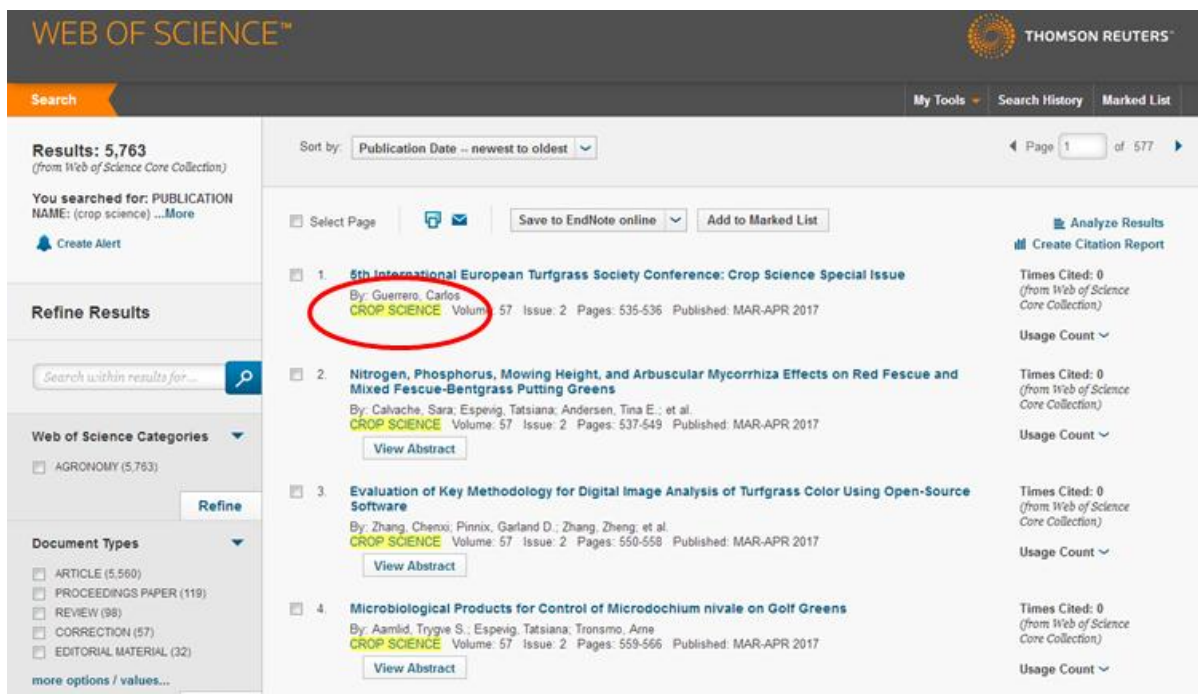 WEB OF SCIENCE™
THOMSON REUTERS™
Search
My Tools
Search History
Marked List
Results: 5,763
(from Web of Science Core Collection)
You searched for: PUBLICATION
NAME: (crop science) ...More
Create Alert
Refine Results
Search within results for...
Web of Science Categories
AGRONOMY (5,763)
Refine
Document Types
ARTICLE (5,560)
PROCEEDINGS PAPER (119)
REVIEW (98)
CORRECTION (57)
EDITORIAL MATERIAL (32)
more options / values...
Sort by: Publication Date -- newest to oldest
Page 1 of 577
Select Page
Save to EndNote online
Add to Marked List
Analyze Results
Create Citation Report
1. 5th International European Turfgrass Society Conference: Crop Science Special Issue
By: Guerrero, Carlos
CROP SCIENCE Volume: 57 Issue: 2 Pages: 535-536 Published: MAR-APR 2017
Times Cited: 0
(from Web of Science
Core Collection)
Usage Count
2. Nitrogen, Phosphorus, Mowing Height, and Arbuscular Mycorrhiza Effects on Red Fescue and
Mixed Fescue-Bentgrass Putting Greens
By: Calvache, Sara; Espevig, Tatsiana; Andersen, Tina E.; et al.
CROP SCIENCE Volume: 57 Issue: 2 Pages: 537-549 Published: MAR-APR 2017
View Abstract
Times Cited: 0
(from Web of Science
Core Collection)
Usage Count
3. Evaluation of Key Methodology for Digital Image Analysis of Turfgrass Color Using Open-Source
Software
By: Zhang, Chenxi; Pinnix, Garland D.; Zhang, Zheng; et al.
CROP SCIENCE Volume: 57 Issue: 2 Pages: 550-558 Published: MAR-APR 2017
View Abstract
Times Cited: 0
(from Web of Science
Core Collection)
Usage Count
4. Microbiological Products for Control of Microdochium nivale on Golf Greens
By: Aamlid, Trygve S.; Espevig, Tatsiana; Tronsmo, Arne
CROP SCIENCE Volume: 57 Issue: 2 Pages: 559-566 Published: MAR-APR 2017
View Abstract
Times Cited: 0
(from Web of Science
Core Collection)
Usage Count